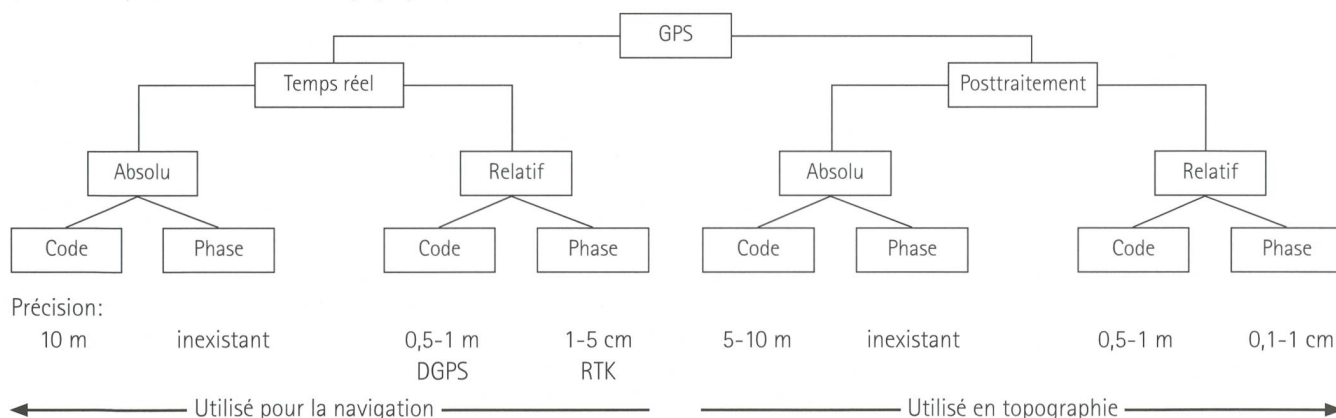 GPS
Temps réel Posttraitement
Absolu Relatif Absolu Relatif
Code Phase Code Phase Code Phase Code Phase
Précision:
10 m inexistant 0,5-1 m 1-5 cm 5-10 m inexistant 0,5-1 m 0,1-1 cm
DGPS RTK
Utilisé pour la navigation Utilisé en topographie